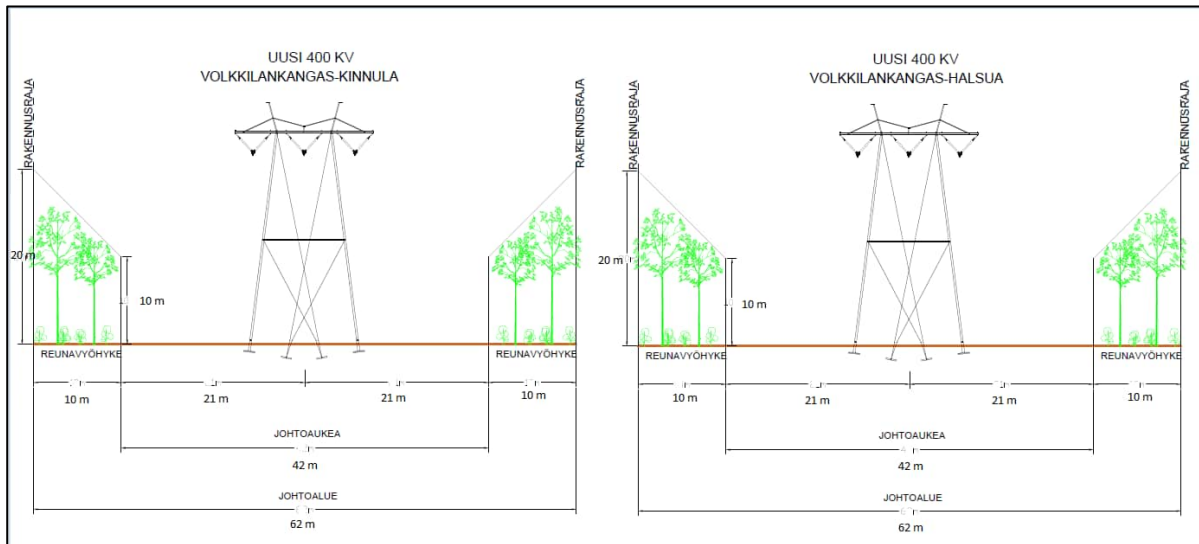 UUSI 400 KV
VOLKKILANKANGAS-KINNULA
RAKENNUSRAJA
RAKENNUSRAJA
20 m
10 m
REUNAVYÖHYKE
REUNAVYÖHYKE
10 m
21 m
21 m
10 m
JOHTOAUKEA
42 m
JOHTOALUE
62 m
UUSI 400 KV
VOLKKILANKANGAS-HALSUA
RAKENNUSRAJA
RAKENNUSRAJA
20 m
10 m
REUNAVYÖHYKE
REUNAVYÖHYKE
10 m
21 m
21 m
10 m
JOHTOAUKEA
42 m
JOHTOALUE
62 m